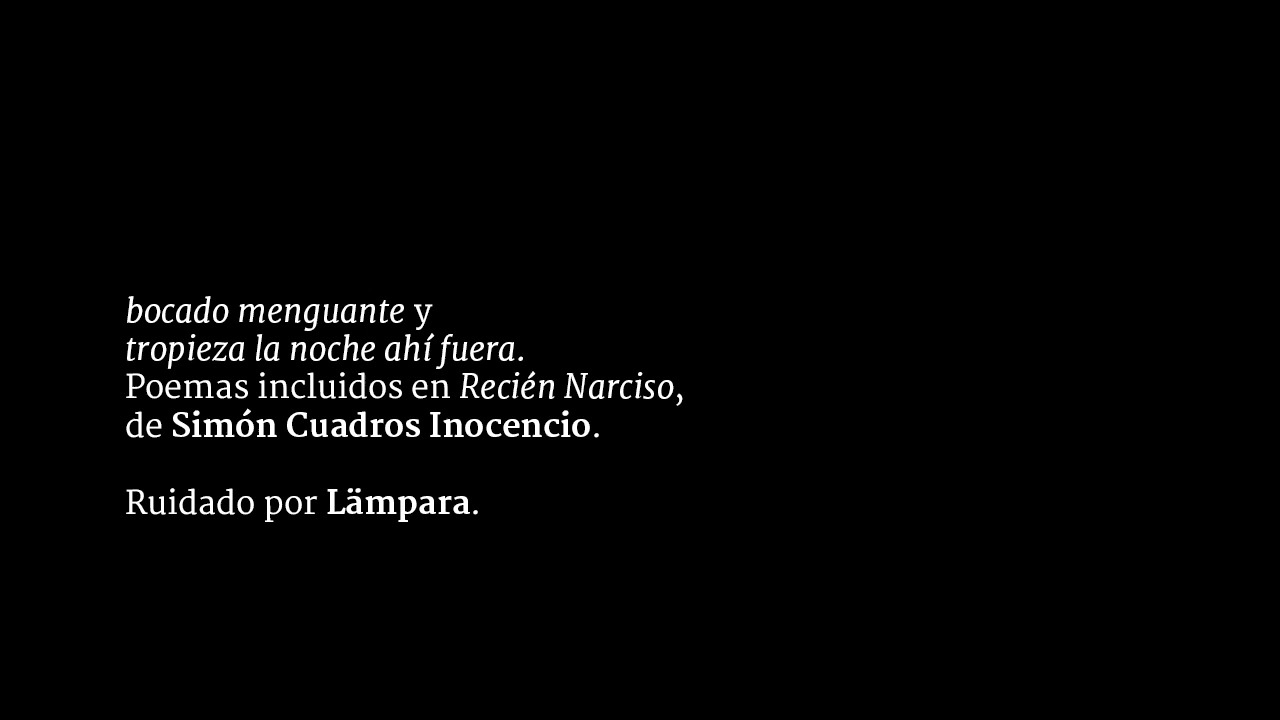 bocado menguante y
tropieza la noche ahí fuera.
Poemas incluidos en Recién Narciso,
de Simón Cuadros Inocencio.
Ruidado por Lämpara.